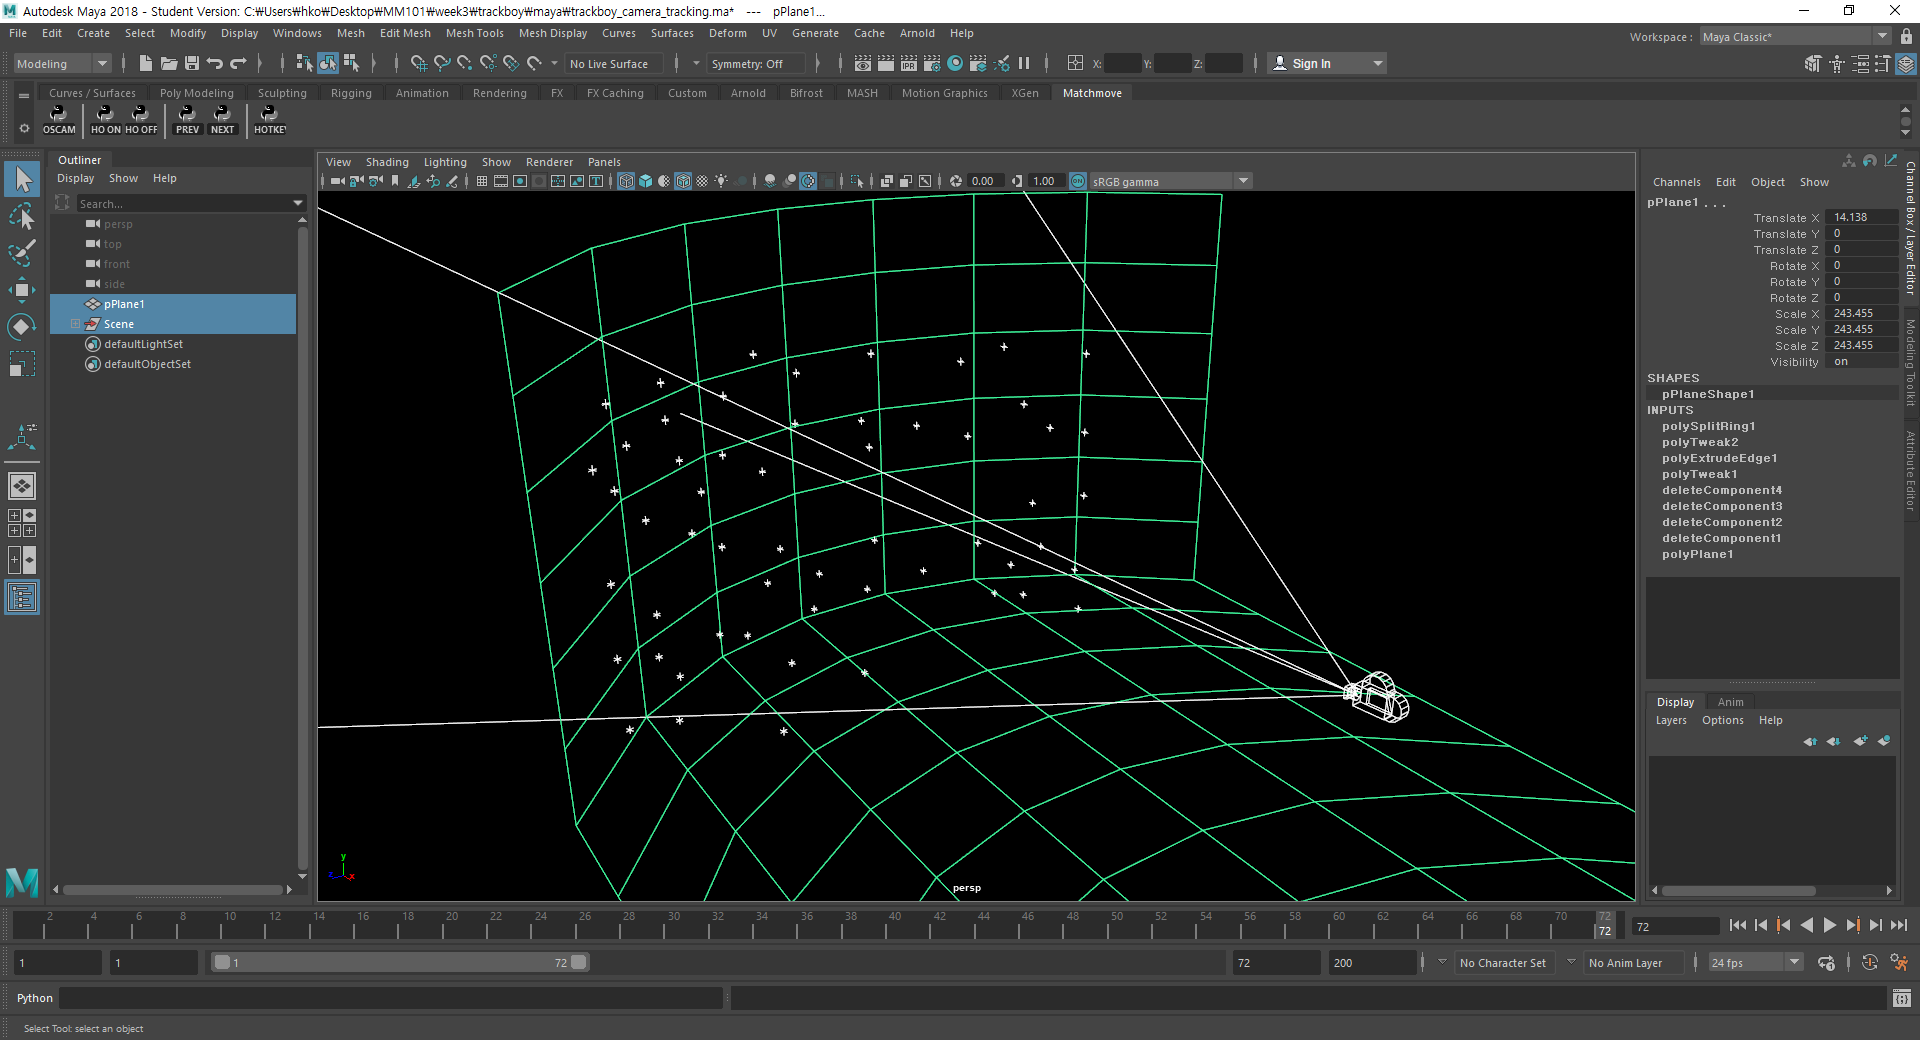 Autodesk Maya 2018 - Student Version: C:₩Users₩hko₩Desktop₩MM101₩week3₩trackboy₩maya₩trackboy_camera_tracking.ma* --- pPlane1...
File Edit Create Select Modify Display Windows Mesh Edit Mesh Mesh Tools Mesh Display Curves Surfaces Deform UV Generate Cache Arnold Help
Workspace : Maya Classic*
Modeling No Live Surface Symmetry: Off X: Y: Z: Sign In
Curves / Surfaces Poly Modeling Sculpting Rigging Animation Rendering FX FX Caching Custom Arnold Bifrost MASH Motion Graphics XGen Matchmove
OSCAM HO ON HO OFF PREV NEXT HOTKEY
Outliner
Display Show Help
Search...
persp
top
front
side
pPlane1
Scene
defaultLightSet
defaultObjectSet
View Shading Lighting Show Renderer Panels
0.00 1.00 sRGB gamma
persp
y
x
z
Channels Edit Object Show
pPlane1 . . .
Translate X 14.138
Translate Y 0
Translate Z 0
Rotate X 0
Rotate Y 0
Rotate Z 0
Scale X 243.455
Scale Y 243.455
Scale Z 243.455
Visibility on
SHAPES
pPlaneShape1
INPUTS
polySplitRing1
polyTweak2
polyExtrudeEdge1
polyTweak1
deleteComponent4
deleteComponent3
deleteComponent2
deleteComponent1
polyPlane1
Channel Box / Layer Editor
Modeling Toolkit
Attribute Editor
Display Anim
Layers Options Help
2 4 6 8 10 12 14 16 18 20 22 24 26 28 30 32 34 36 38 40 42 44 46 48 50 52 54 56 58 60 62 64 66 68 70 72
72
72
1 1 1 72 72 200 No Character Set No Anim Layer 24 fps
Python
Select Tool: select an object